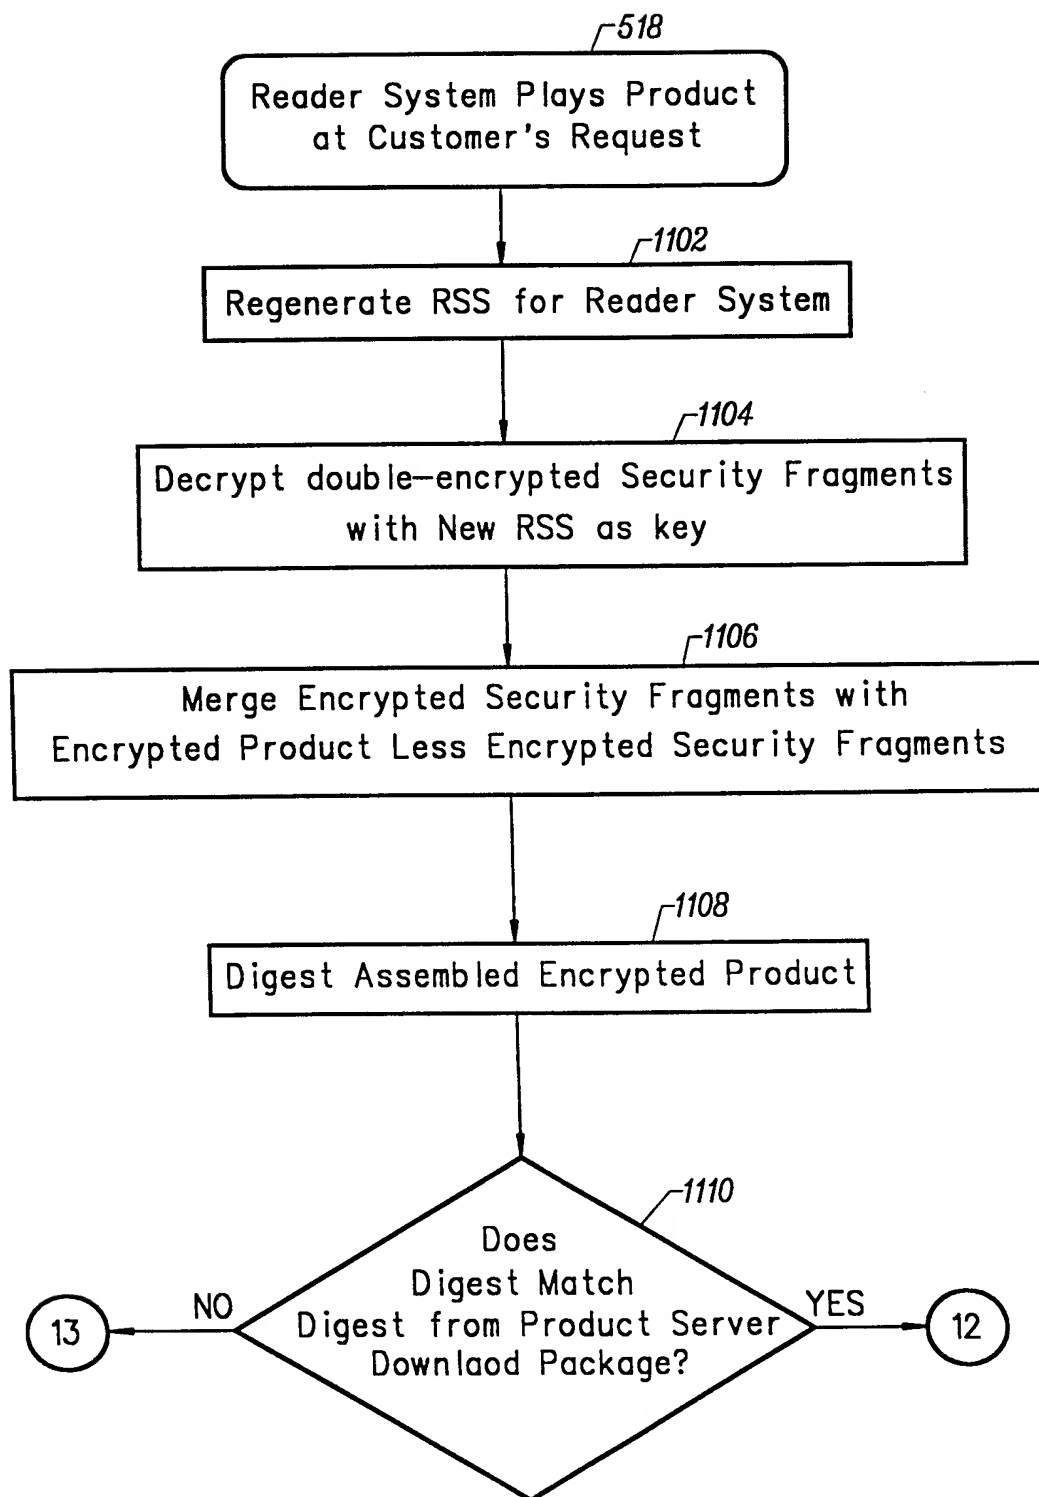 518
Reader System Plays Product
at Customer's Request
1102
Regenerate RSS for Reader System
1104
Decrypt double-encrypted Security Fragments
with New RSS as key
1106
Merge Encrypted Security Fragments with
Encrypted Product Less Encrypted Security Fragments
1108
Digest Assembled Encrypted Product
1110
Does
Digest Match
Digest from Product Server
Downlaod Package?
NO
YES
13
12